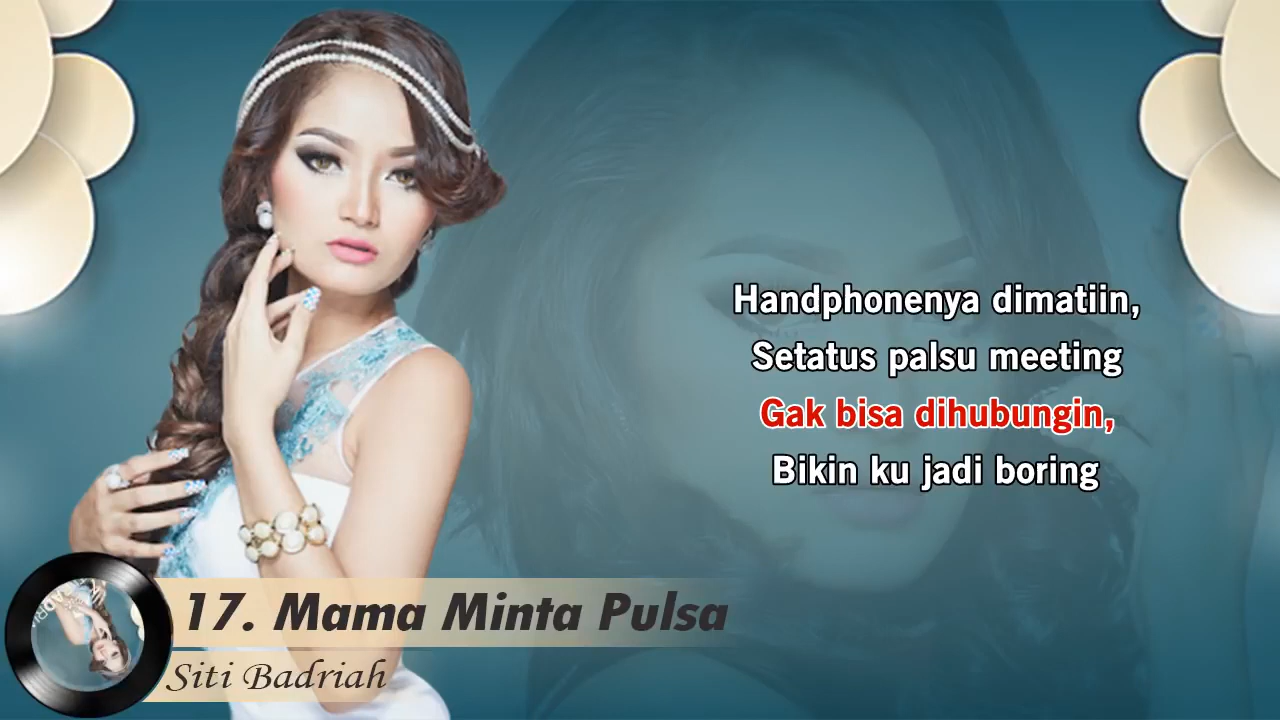 Handphonenya dimatiin,
Setatus palsu meeting
Gak bisa dihubungin,
Bikin ku jadi boring
17. Mama Minta Pulsa
Siti Badriah